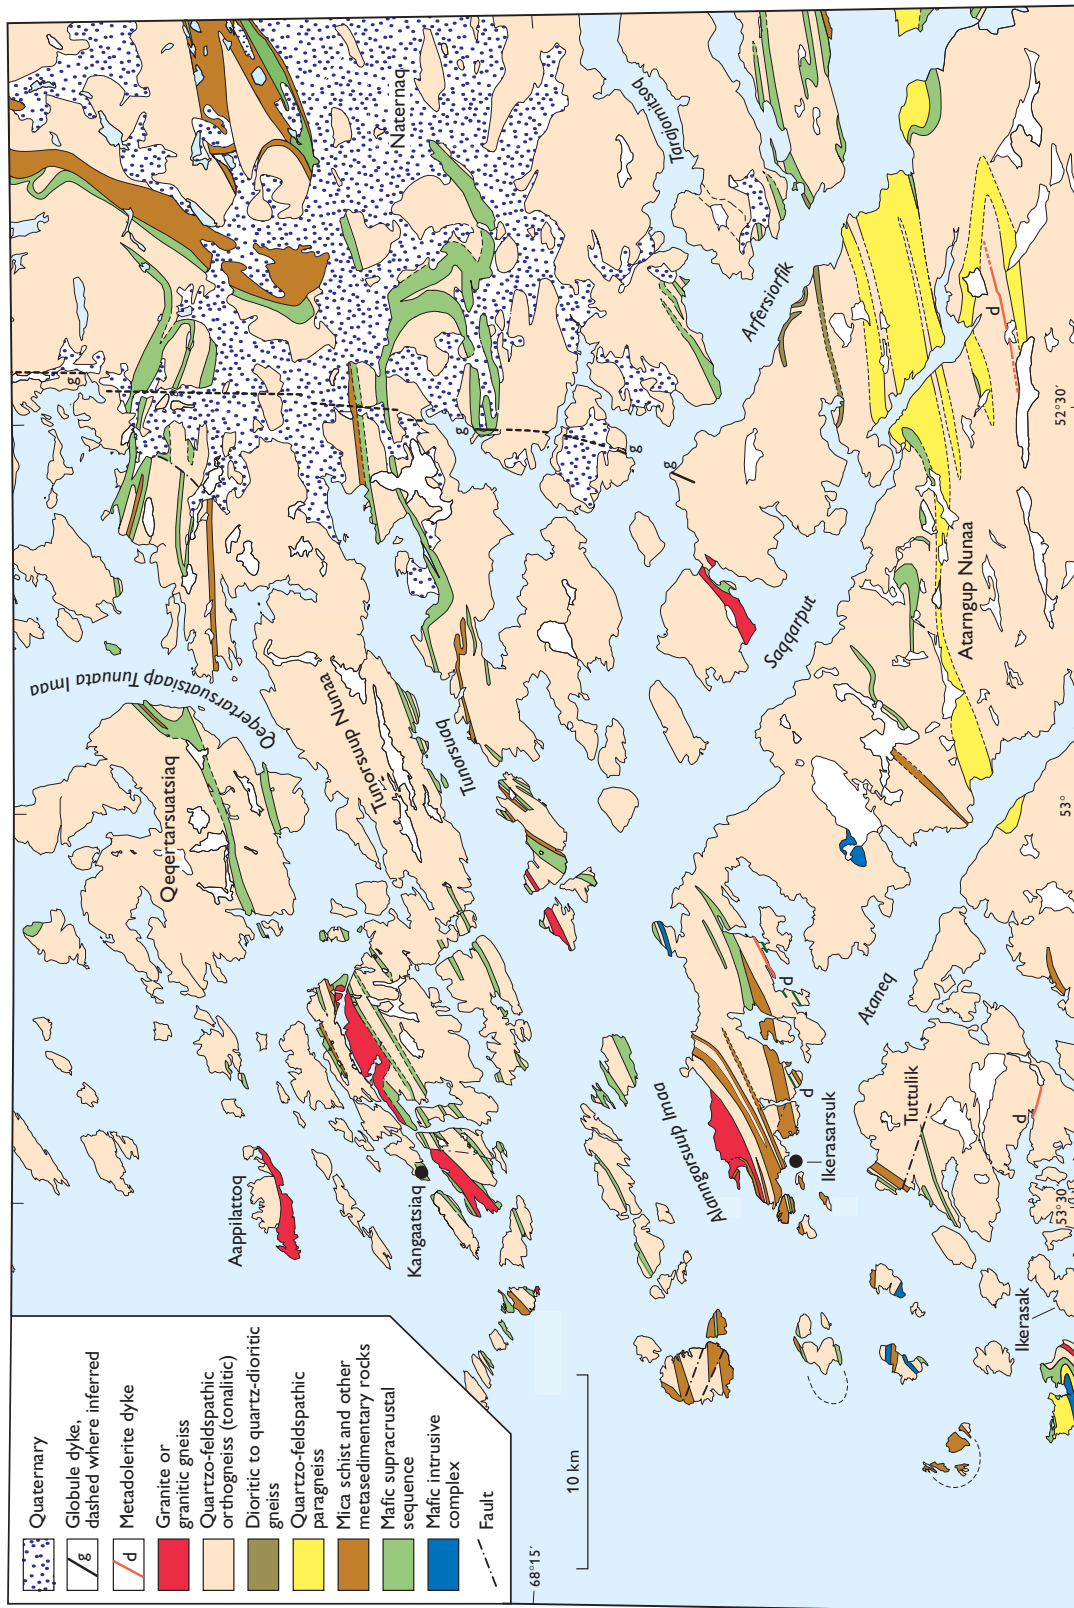 Quaternary
Globule dyke,
dashed where inferred
Metadolerite dyke
Granite or
granitic gneiss
Quartzo-feldspathic
orthogneiss (tonalitic)
Dioritic to quartz-dioritic
gneiss
Quartzo-feldspathic
paragneiss
Mica schist and other
metasedimentary rocks
Mafic supracrustal
sequence
Mafic intrusive
complex
Fault
g
d
68°15´
10 km
Aappilattoq
Kangaatsiaq
Qeqertarsuatsiaq
Qeqertarsuatsiaap Tunuata Imaa
Tunorsuup Nunaa
Tunorsuaq
Naternaq
Tarajornitsoq
Arfersiorfik
Saqqarput
Atarngup Nunaa
Alanngorsuup Imaa
Ikerasarsuk
Ataneq
Tuttulik
Ikerasak
g
g
g
g
d
d
d
d
53°30
53°
52°30´